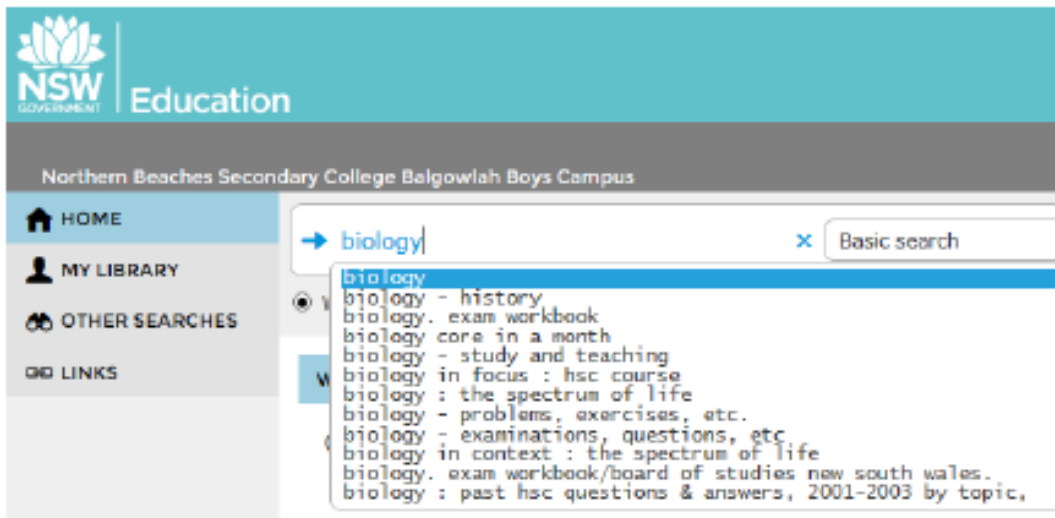 NSW
GOVERNMENT
Education
Northern Beaches Secondary College Balgowlah Boys Campus
HOME
MY LIBRARY
OTHER SEARCHES
LINKS
biology
Basic search
biology
biology - history
biology. exam workbook
biology core in a month
biology - study and teaching
biology in focus : hsc course
biology : the spectrum of life
biology - problems, exercises, etc.
biology - examinations, questions, etc
biology in context : the spectrum of life
biology. exam workbook/board of studies new south wales.
biology : past hsc questions & answers, 2001-2003 by topic,